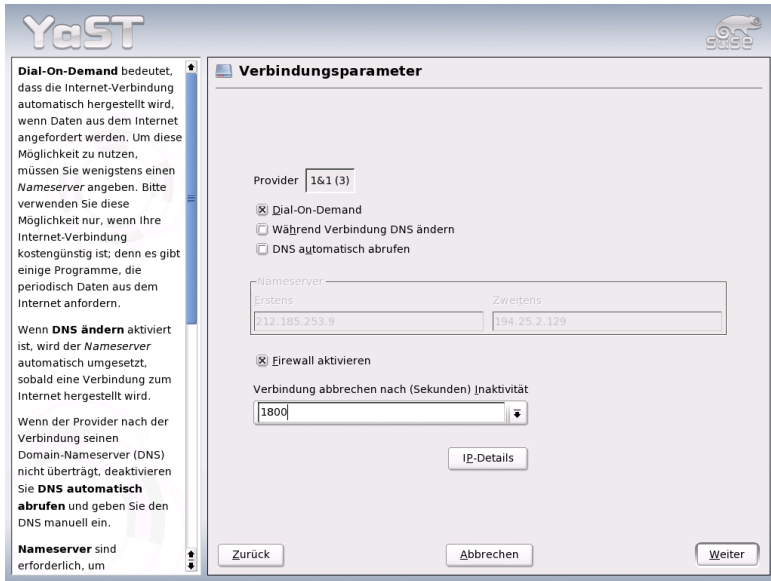 YaST
SUSE
Dial-On-Demand bedeutet,
dass die Internet-Verbindung
automatisch hergestellt wird,
wenn Daten aus dem Internet
angefordert werden. Um diese
Möglichkeit zu nutzen,
müssen Sie wenigstens einen
Nameserver angeben. Bitte
verwenden Sie diese
Möglichkeit nur, wenn Ihre
Internet-Verbindung
kostengünstig ist; denn es gibt
einige Programme, die
periodisch Daten aus dem
Internet anfordern.
Wenn DNS ändern aktiviert
ist, wird der Nameserver
automatisch umgesetzt,
sobald eine Verbindung zum
Internet hergestellt wird.
Wenn der Provider nach der
Verbindung seinen
Domain-Nameserver (DNS)
nicht überträgt, deaktivieren
Sie DNS automatisch
abrufen und geben Sie den
DNS manuell ein.
Nameserver sind
erforderlich, um
Verbindungsparameter
Provider 1&1 (3)
Dial-On-Demand
Während Verbindung DNS ändern
DNS automatisch abrufen
Nameserver
Erstens Zweitens
212.185.253.9 194.25.2.129
Firewall aktivieren
Verbindung abbrechen nach (Sekunden) Inaktivität
1800
IP-Details
Zurück Abbrechen Weiter